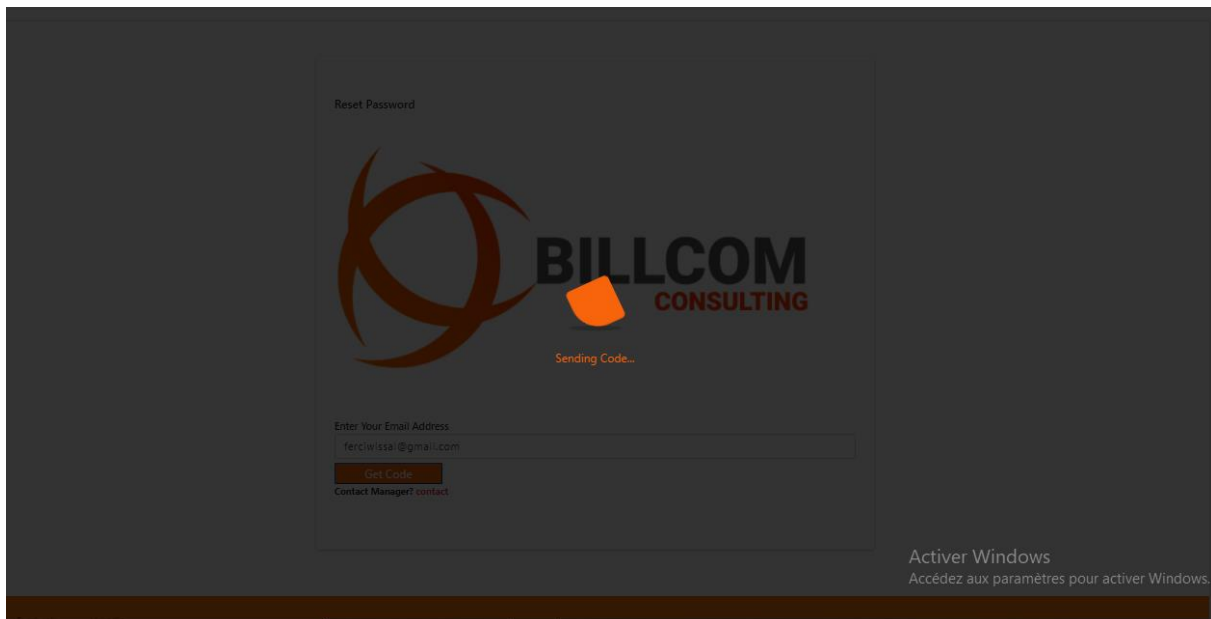 Reset Password
BILLCOM
CONSULTING
Sending Code...
Enter Your Email Address
ferciwissal@gmail.com
Get Code
Contact Manager? contact
Activer Windows
Accédez aux paramètres pour activer Windows.